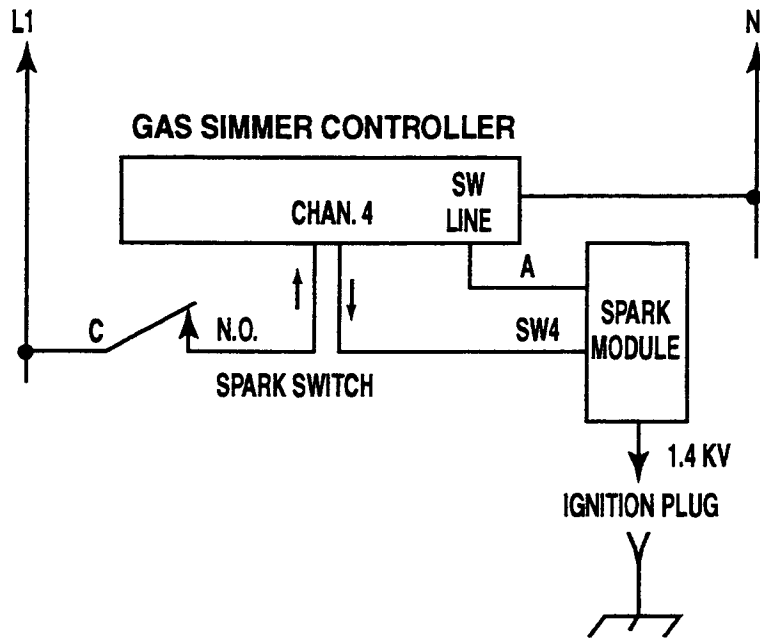 L1
N
GAS SIMMER CONTROLLER
CHAN. 4
SW
LINE
A
C
N.O.
SW4
SPARK
MODULE
SPARK SWITCH
1.4 KV
IGNITION PLUG